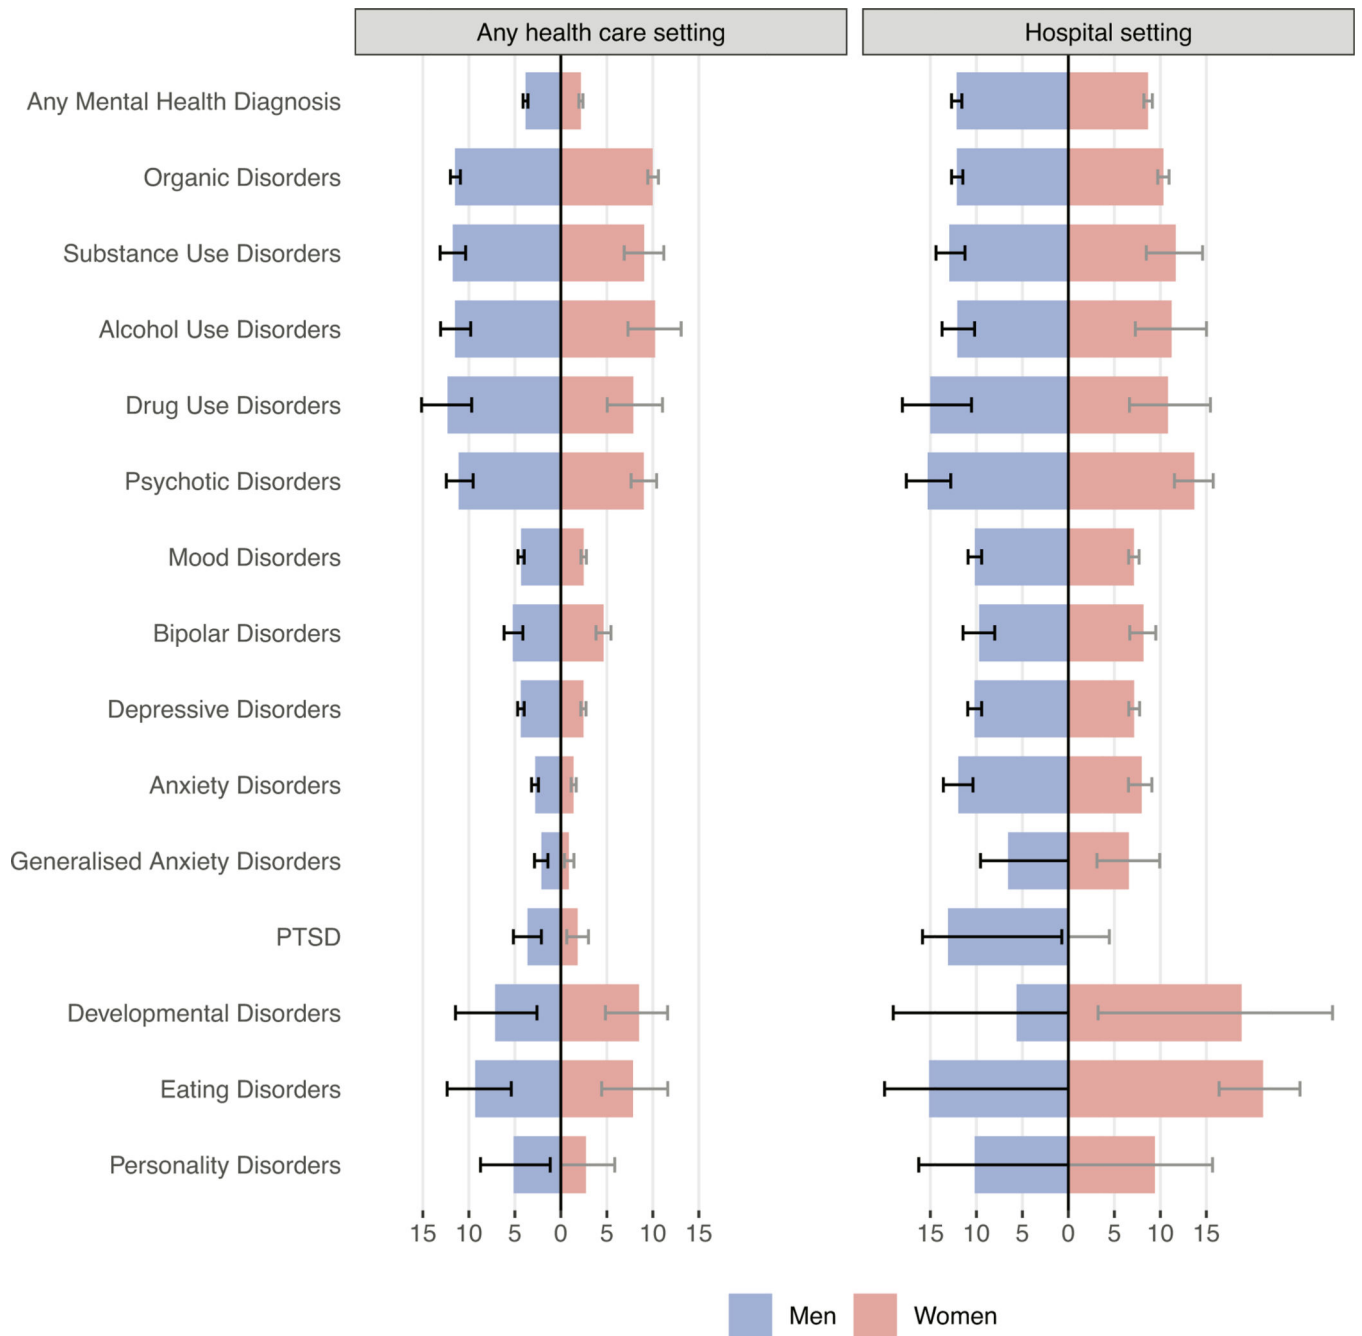 Any health care setting
Hospital setting
Any Mental Health Diagnosis
Organic Disorders
Substance Use Disorders
Alcohol Use Disorders
Drug Use Disorders
Psychotic Disorders
Mood Disorders
Bipolar Disorders
Depressive Disorders
Anxiety Disorders
Generalised Anxiety Disorders
PTSD
Developmental Disorders
Eating Disorders
Personality Disorders
15 10 5 0 5 10 15
15 10 5 0 5 10 15
Men Women